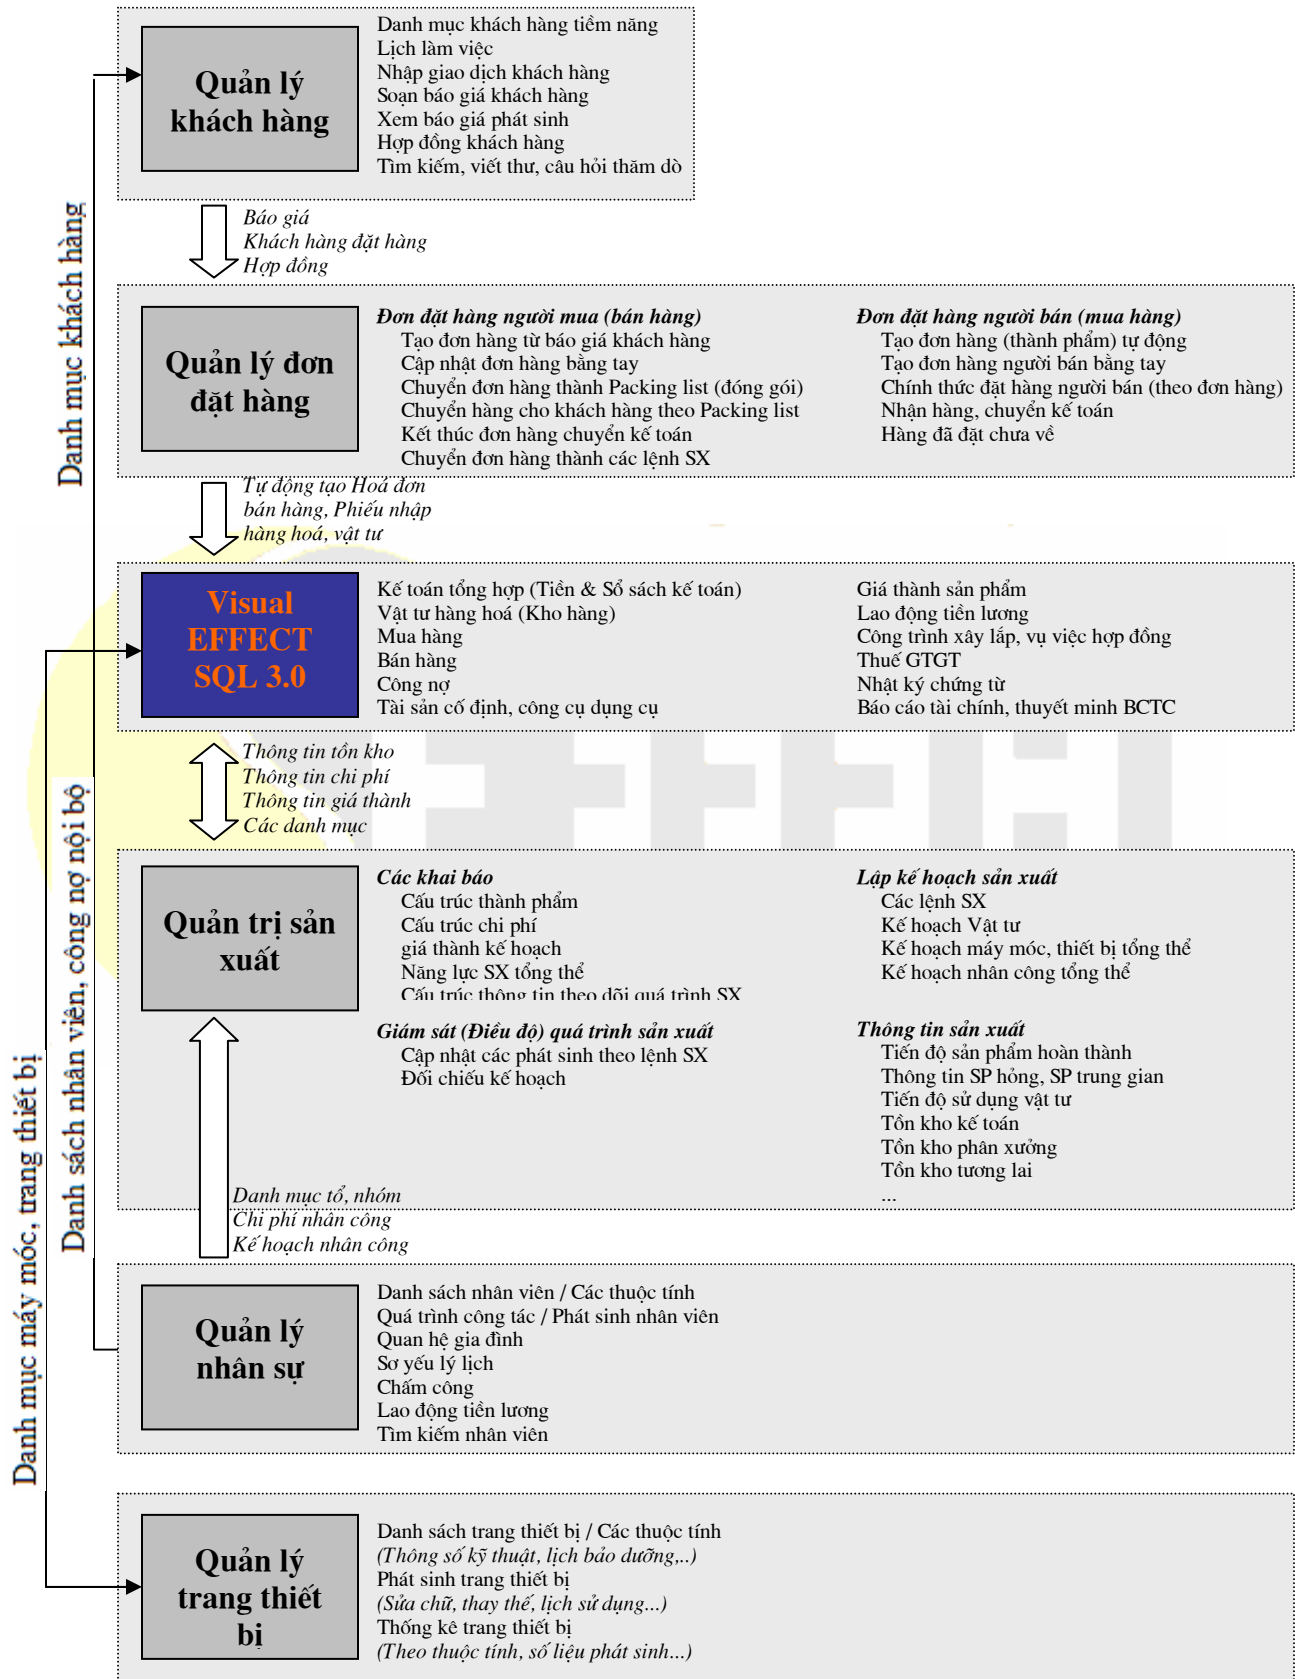 Quản lý
khách hàng
Danh mục khách hàng tiềm năng
Lịch làm việc
Nhập giao dịch khách hàng
Soạn báo giá khách hàng
Xem báo giá phát sinh
Hợp đồng khách hàng
Tìm kiếm, viết thư, câu hỏi thăm dò
Báo giá
Khách hàng đặt hàng
Hợp đồng
Danh mục khách hàng
Quản lý đơn
đặt hàng
Đơn đặt hàng người mua (bán hàng)
Tạo đơn hàng từ báo giá khách hàng
Cập nhật đơn hàng bằng tay
Chuyển đơn hàng thành Packing list (đóng gói)
Chuyển hàng cho khách hàng theo Packing list
Kết thúc đơn hàng chuyển kế toán
Chuyển đơn hàng thành các lệnh SX
Đơn đặt hàng người bán (mua hàng)
Tạo đơn hàng (thành phẩm) tự động
Tạo đơn hàng người bán bằng tay
Chính thức đặt hàng người bán (theo đơn hàng)
Nhận hàng, chuyển kế toán
Hàng đã đặt chưa về
Tự động tạo Hoá đơn
bán hàng, Phiếu nhập
hàng hoá, vật tư
Visual
EFFECT
SQL 3.0
Kế toán tổng hợp (Tiền & Sổ sách kế toán)
Vật tư hàng hoá (Kho hàng)
Mua hàng
Bán hàng
Công nợ
Tài sản cố định, công cụ dụng cụ
Giá thành sản phẩm
Lao động tiền lương
Công trình xây lắp, vụ việc hợp đồng
Thuế GTGT
Nhật ký chứng từ
Báo cáo tài chính, thuyết minh BCTC
Thông tin tồn kho
Thông tin chi phí
Thông tin giá thành
Các danh mục
Danh sách nhân viên, công nợ nội bộ
Danh mục máy móc, trang thiết bị
Quản trị sản
xuất
Các khai báo
Cấu trúc thành phẩm
Cấu trúc chi phí
giá thành kế hoạch
Năng lực SX tổng thể
Cấu trúc thông tin theo dõi quá trình SX
Lập kế hoạch sản xuất
Các lệnh SX
Kế hoạch Vật tư
Kế hoạch máy móc, thiết bị tổng thể
Kế hoạch nhân công tổng thể
Giám sát (Điều độ) quá trình sản xuất
Cập nhật các phát sinh theo lệnh SX
Đối chiếu kế hoạch
Thông tin sản xuất
Tiến độ sản phẩm hoàn thành
Thông tin SP hỏng, SP trung gian
Tiến độ sử dụng vật tư
Tồn kho kế toán
Tồn kho phân xưởng
Tồn kho tương lai
...
Danh mục tổ, nhóm
Chi phí nhân công
Kế hoạch nhân công
Quản lý
nhân sự
Danh sách nhân viên / Các thuộc tính
Quá trình công tác / Phát sinh nhân viên
Quan hệ gia đình
Sơ yếu lý lịch
Chấm công
Lao động tiền lương
Tìm kiếm nhân viên
Quản lý
trang thiết
bị
Danh sách trang thiết bị / Các thuộc tính
(Thông số kỹ thuật, lịch bảo dưỡng,..)
Phát sinh trang thiết bị
(Sửa chữ, thay thế, lịch sử dụng...)
Thống kê trang thiết bị
(Theo thuộc tính, số liệu phát sinh...)